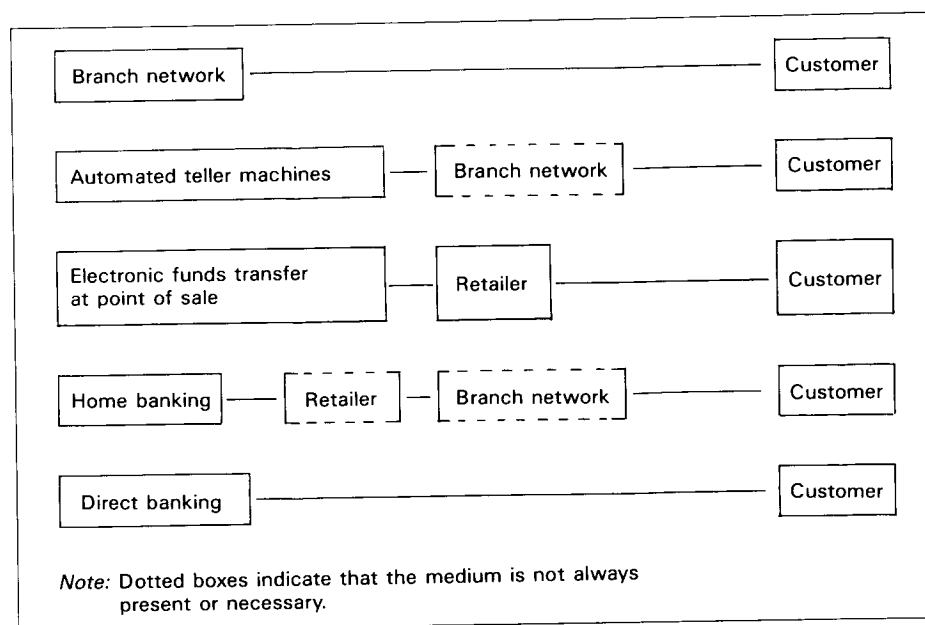 Branch network Customer
Automated teller machines Branch network Customer
Electronic funds transfer
at point of sale Retailer Customer
Home banking Retailer Branch network Customer
Direct banking Customer
Note: Dotted boxes indicate that the medium is not always
present or necessary.